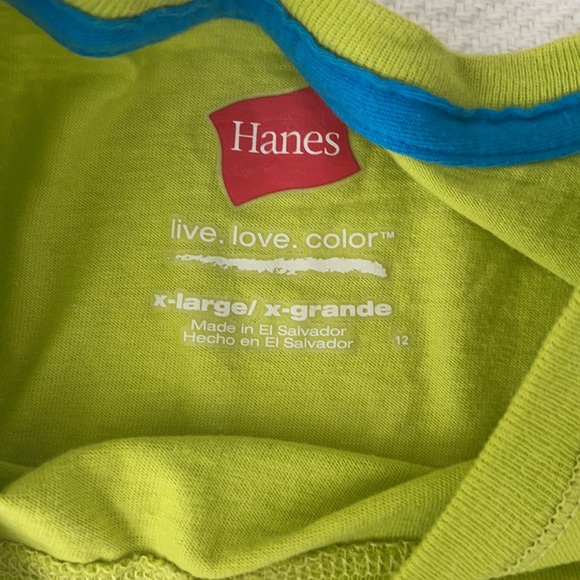 Hanes
live. love. color™
x-large/ x-grande
Made in El Salvador
Hecho en El Salvador 12